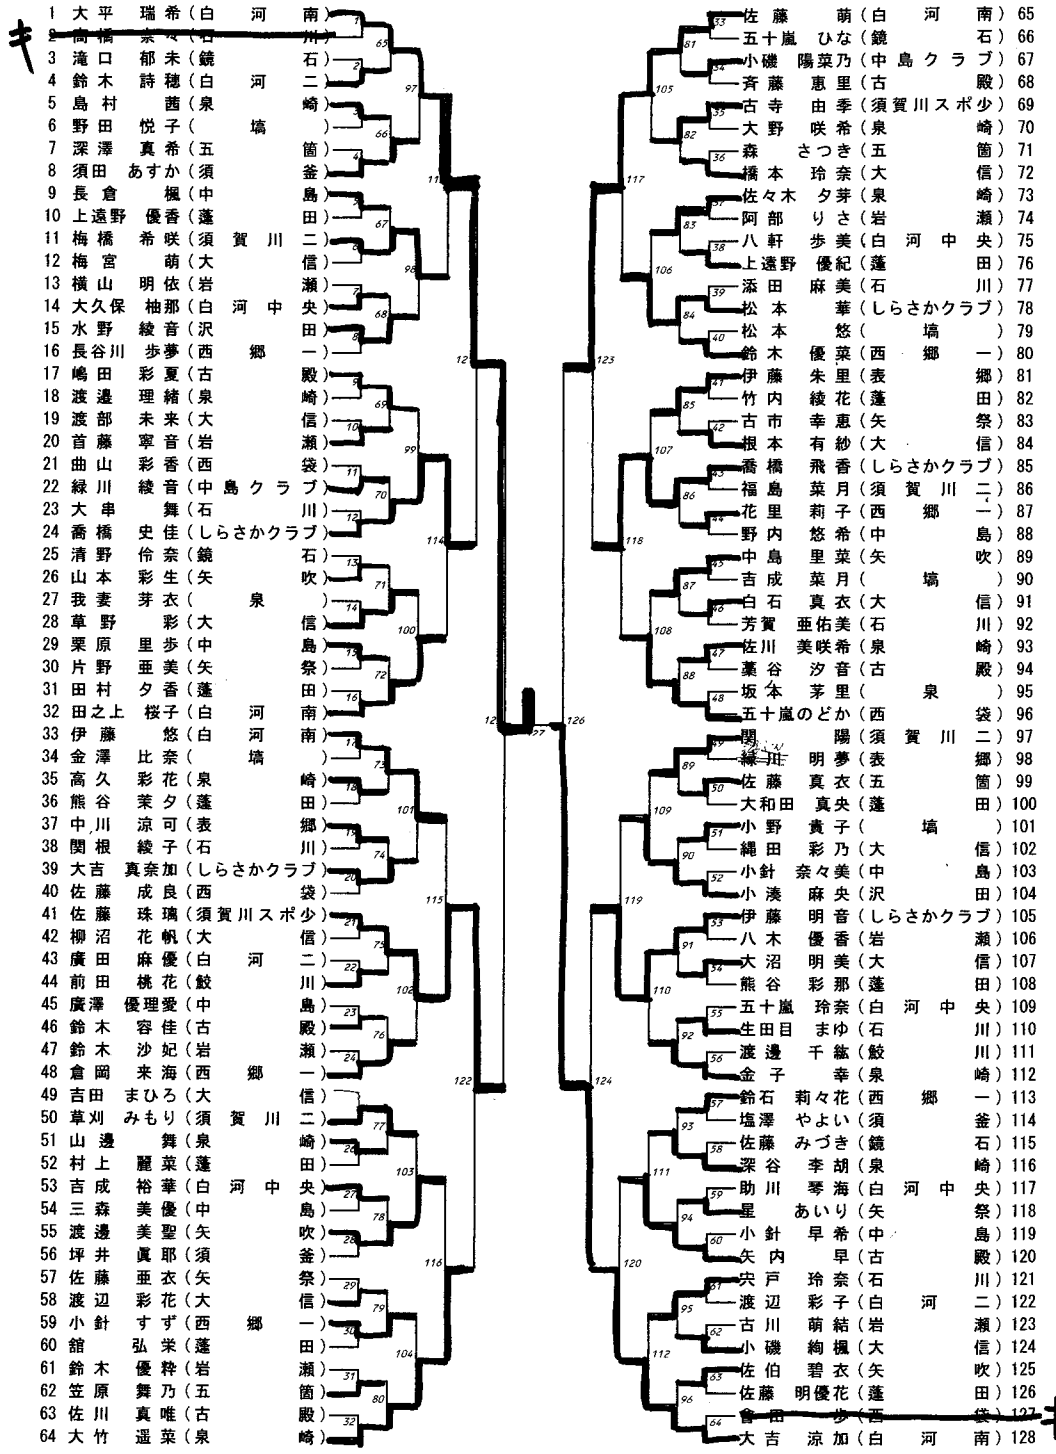 1 大平 瑞希 (白河南)
2 高橋 奈々 (石川)
3 滝口 郁未 (鏡石)
4 鈴木 詩穂 (白河二)
5 島村 茜 (泉崎)
6 野田 悦子 (塙)
7 深澤 真希 (五箇)
8 須田 あすか (須釜)
9 長倉 楓 (中島)
10 上遠野 優香 (蓬田)
11 梅橋 希咲 (須賀川二)
12 梅宮 萌 (大信)
13 横山 明依 (岩瀬)
14 大久保 柚那 (白河中央)
15 水野 綾音 (沢田)
16 長谷川 歩夢 (西郷一)
17 嶋田 彩夏 (古殿)
18 渡邉 理緒 (泉崎)
19 渡部 未来 (大信)
20 首藤 寧音 (岩瀬)
21 曲山 彩香 (西袋)
22 緑川 綾音 (中島クラブ)
23 大串 舞 (石川)
24 喬橋 史佳 (しらさかクラブ)
25 清野 伶奈 (鏡石)
26 山本 彩生 (矢吹)
27 我妻 芽衣 (泉)
28 草野 彩 (大信)
29 栗原 里歩 (中島)
30 片野 亜美 (矢祭)
31 田村 夕香 (蓬田)
32 田之上 桜子 (白河南)
33 伊藤 悠 (白河南)
34 金澤 比奈 (塙)
35 高久 彩花 (泉崎)
36 熊谷 茉夕 (蓬田)
37 中川 涼可 (表郷)
38 関根 綾子 (石川)
39 大吉 真奈加 (しらさかクラブ)
40 佐藤 成良 (西袋)
41 佐藤 珠璃 (須賀川スポ少)
42 柳沼 花帆 (大信)
43 廣田 麻優 (白河二)
44 前田 桃花 (鮫川)
45 廣澤 優理愛 (中島)
46 鈴木 容佳 (古殿)
47 鈴木 沙妃 (岩瀬)
48 倉岡 来海 (西郷一)
49 吉田 まひろ (大信)
50 草刈 みもり (須賀川二)
51 山邊 舞 (泉崎)
52 村上 麗菜 (蓬田)
53 吉成 裕華 (白河中央)
54 三森 美優 (中島)
55 渡邊 美聖 (矢吹)
56 坪井 眞耶 (須釜)
57 佐藤 亜衣 (矢祭)
58 渡辺 彩花 (大信)
59 小針 すず (西郷一)
60 舘 弘栄 (蓬田)
61 鈴木 優粋 (岩瀬)
62 笠原 舞乃 (五箇)
63 佐川 真唯 (古殿)
64 大竹 遥菜 (泉崎)
佐藤 萌 (白河南) 65
五十嵐 ひな (鏡石) 66
小磯 陽菜乃 (中島クラブ) 67
斉藤 恵里 (古殿) 68
古寺 由季 (須賀川スポ少) 69
大野 咲希 (泉崎) 70
森 さつき (五箇) 71
橋本 玲奈 (大信) 72
佐々木 夕芽 (泉崎) 73
阿部 りさ (岩瀬) 74
八軒 歩美 (白河中央) 75
上遠野 優紀 (蓬田) 76
添田 麻美 (石川) 77
松本 華 (しらさかクラブ) 78
松本 悠 (塙) 79
鈴木 優菜 (西郷一) 80
伊藤 朱里 (表郷) 81
竹内 綾花 (蓬田) 82
古市 幸恵 (矢祭) 83
根本 有紗 (大信) 84
喬橋 飛香 (しらさかクラブ) 85
福島 菜月 (須賀川二) 86
花里 莉子 (西郷一) 87
野内 悠希 (中島) 88
中島 里菜 (矢吹) 89
吉成 菜月 (塙) 90
白石 真衣 (大信) 91
芳賀 亜佑美 (石川) 92
佐川 美咲希 (泉崎) 93
藁谷 汐音 (古殿) 94
坂本 茅里 (泉) 95
五十嵐のどか (西袋) 96
関 陽 (須賀川二) 97
緑川 明夢 (表郷) 98
佐藤 真衣 (五箇) 99
大和田 真央 (蓬田) 100
小野 貴子 (塙) 101
縄田 彩乃 (大信) 102
小針 奈々美 (中島) 103
小湊 麻央 (沢田) 104
伊藤 明音 (しらさかクラブ) 105
八木 優香 (岩瀬) 106
大沼 明美 (大信) 107
熊谷 彩那 (蓬田) 108
五十嵐 玲奈 (白河中央) 109
生田目 まゆ (石川) 110
渡邊 千紘 (鮫川) 111
金子 幸 (泉崎) 112
鈴石 莉々花 (西郷一) 113
塩澤 やよい (須釜) 114
佐藤 みづき (鏡石) 115
深谷 李胡 (泉崎) 116
助川 琴海 (白河中央) 117
星 あいり (矢祭) 118
小針 早希 (中島) 119
矢内 早 (古殿) 120
宍戸 玲奈 (石川) 121
渡辺 彩子 (白河二) 122
古川 萌結 (岩瀬) 123
小磯 絢楓 (大信) 124
佐伯 碧衣 (矢吹) 125
佐藤 明優花 (蓬田) 126
會田 歩 (西袋) 127
大吉 涼加 (白河南) 128